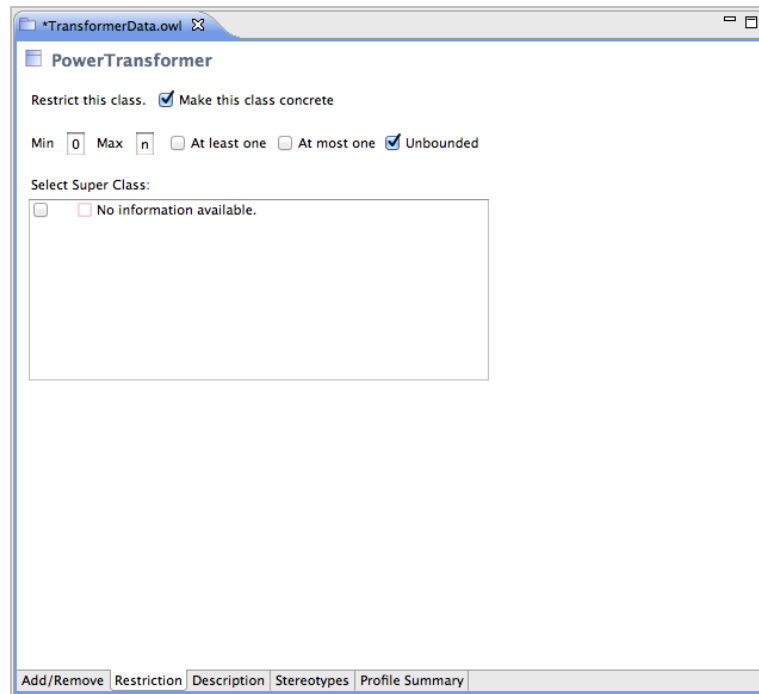 *TransformerData.owl
PowerTransformer
Restrict this class. Make this class concrete
Min 0 Max n At least one At most one Unbounded
Select Super Class:
No information available.
Add/Remove Restriction Description Stereotypes Profile Summary